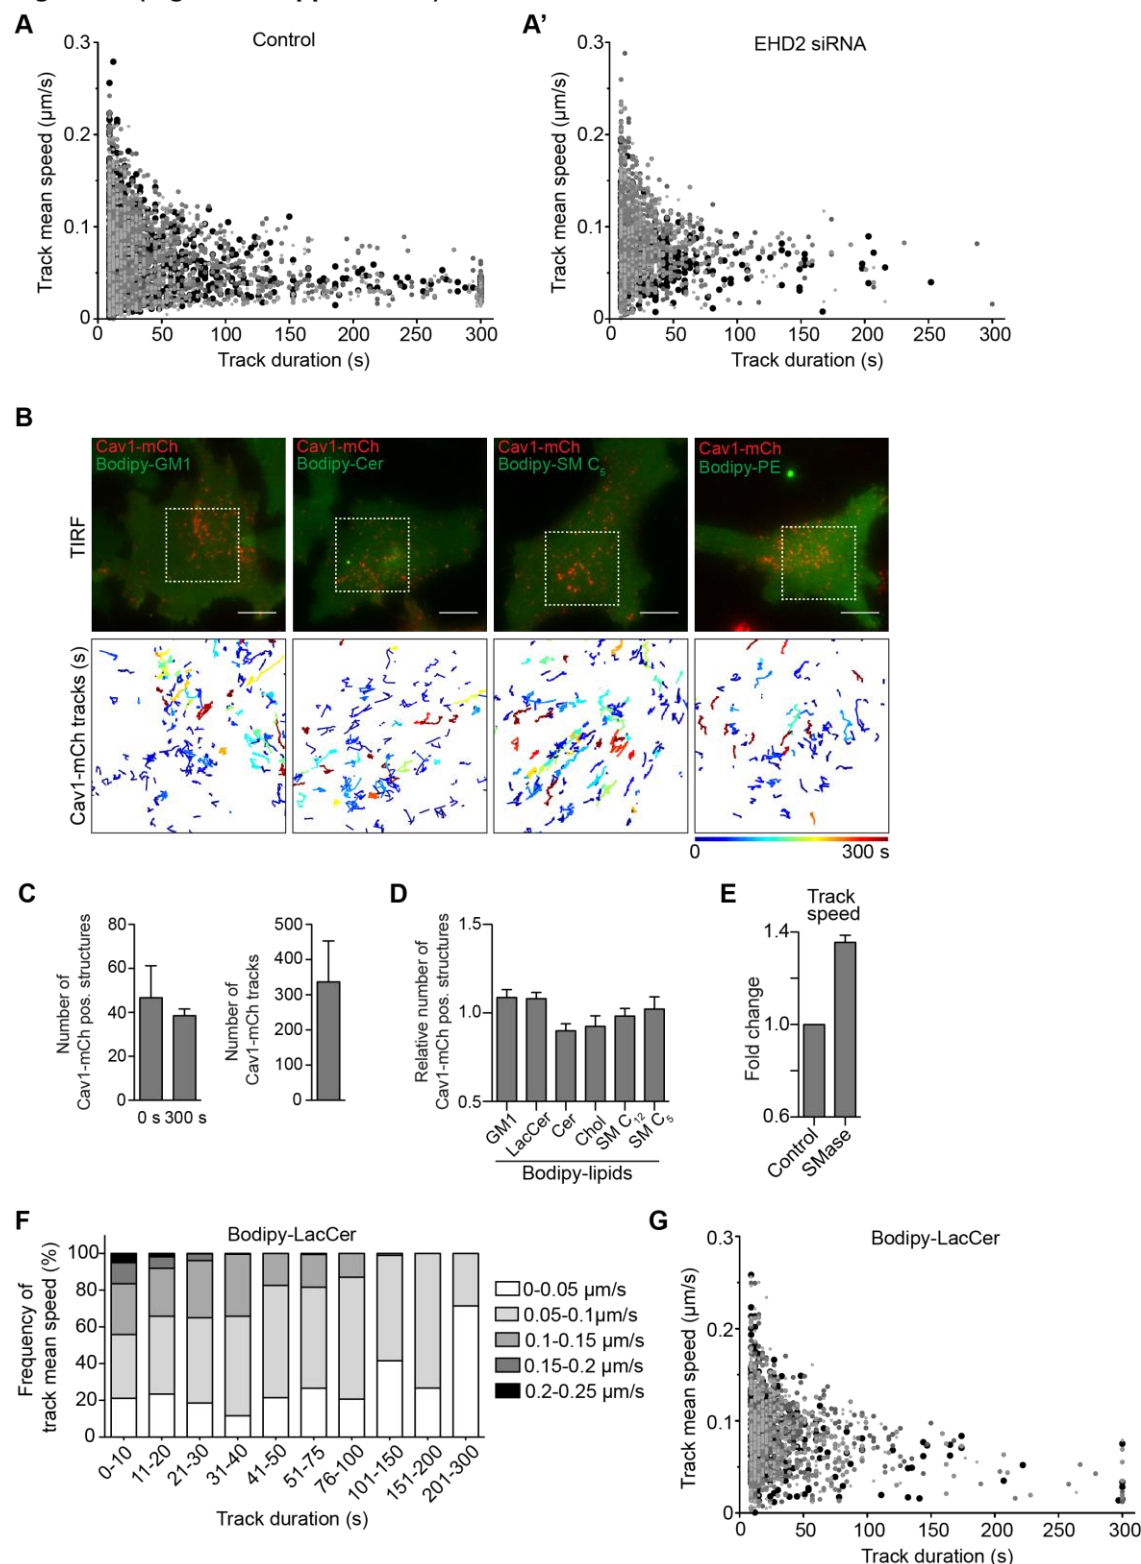 A
Control
0.3
0.2
0.1
0
Track mean speed (µm/s)
0 50 100 150 200 250 300
Track duration (s)
A’
EHD2 siRNA
0.3
0.2
0.1
0
Track mean speed (µm/s)
0 50 100 150 200 250 300
Track duration (s)
B
TIRF
Cav1-mCh
Bodipy-GM1
Cav1-mCh
Bodipy-Cer
Cav1-mCh
Bodipy-SM C5
Cav1-mCh
Bodipy-PE
Cav1-mCh tracks (s)
0 300 s
C
Number of
Cav1-mCh pos. structures
80
60
40
20
0
0 s 300 s
Number of
Cav1-mCh tracks
500
400
300
200
100
0
D
Relative number of
Cav1-mCh pos. structures
1.5
1.0
0.5
GM1
LacCer
Cer
Chol
SM C12
SM C5
Bodipy-lipids
E
Track
speed
Fold change
1.4
1.0
0.6
Control
SMase
F
Bodipy-LacCer
Frequency of
track mean speed (%)
100
80
60
40
20
0
0-10
11-20
21-30
31-40
41-50
51-75
76-100
101-150
151-200
201-300
Track duration (s)
0-0.05 µm/s
0.05-0.1µm/s
0.1-0.15 µm/s
0.15-0.2 µm/s
0.2-0.25 µm/s
G
Bodipy-LacCer
Track mean speed (µm/s)
0.3
0.2
0.1
0
0 50 100 150 200 250 300
Track duration (s)